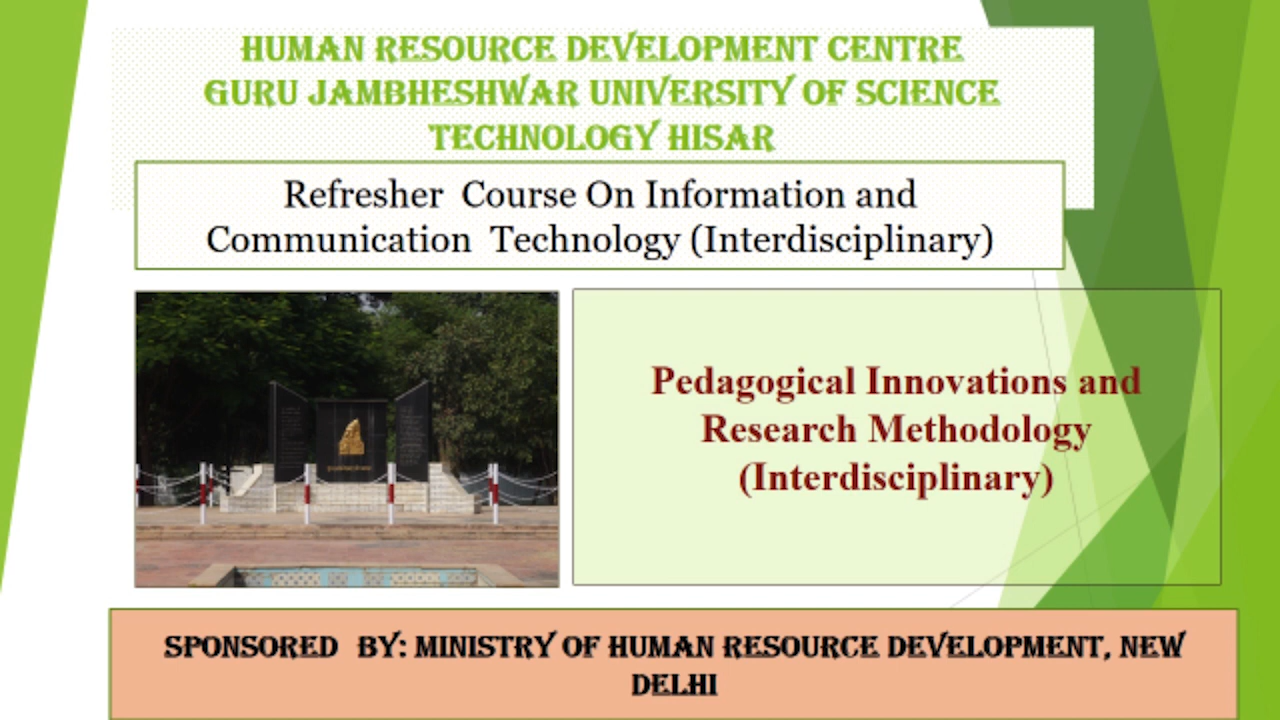 HUMAN RESOURCE DEVELOPMENT CENTRE
GURU JAMBHESHWAR UNIVERSITY OF SCIENCE
TECHNOLOGY HISAR
Refresher Course On Information and
Communication Technology (Interdisciplinary)
Pedagogical Innovations and
Research Methodology
(Interdisciplinary)
SPONSORED BY: MINISTRY OF HUMAN RESOURCE DEVELOPMENT, NEW
DELHI